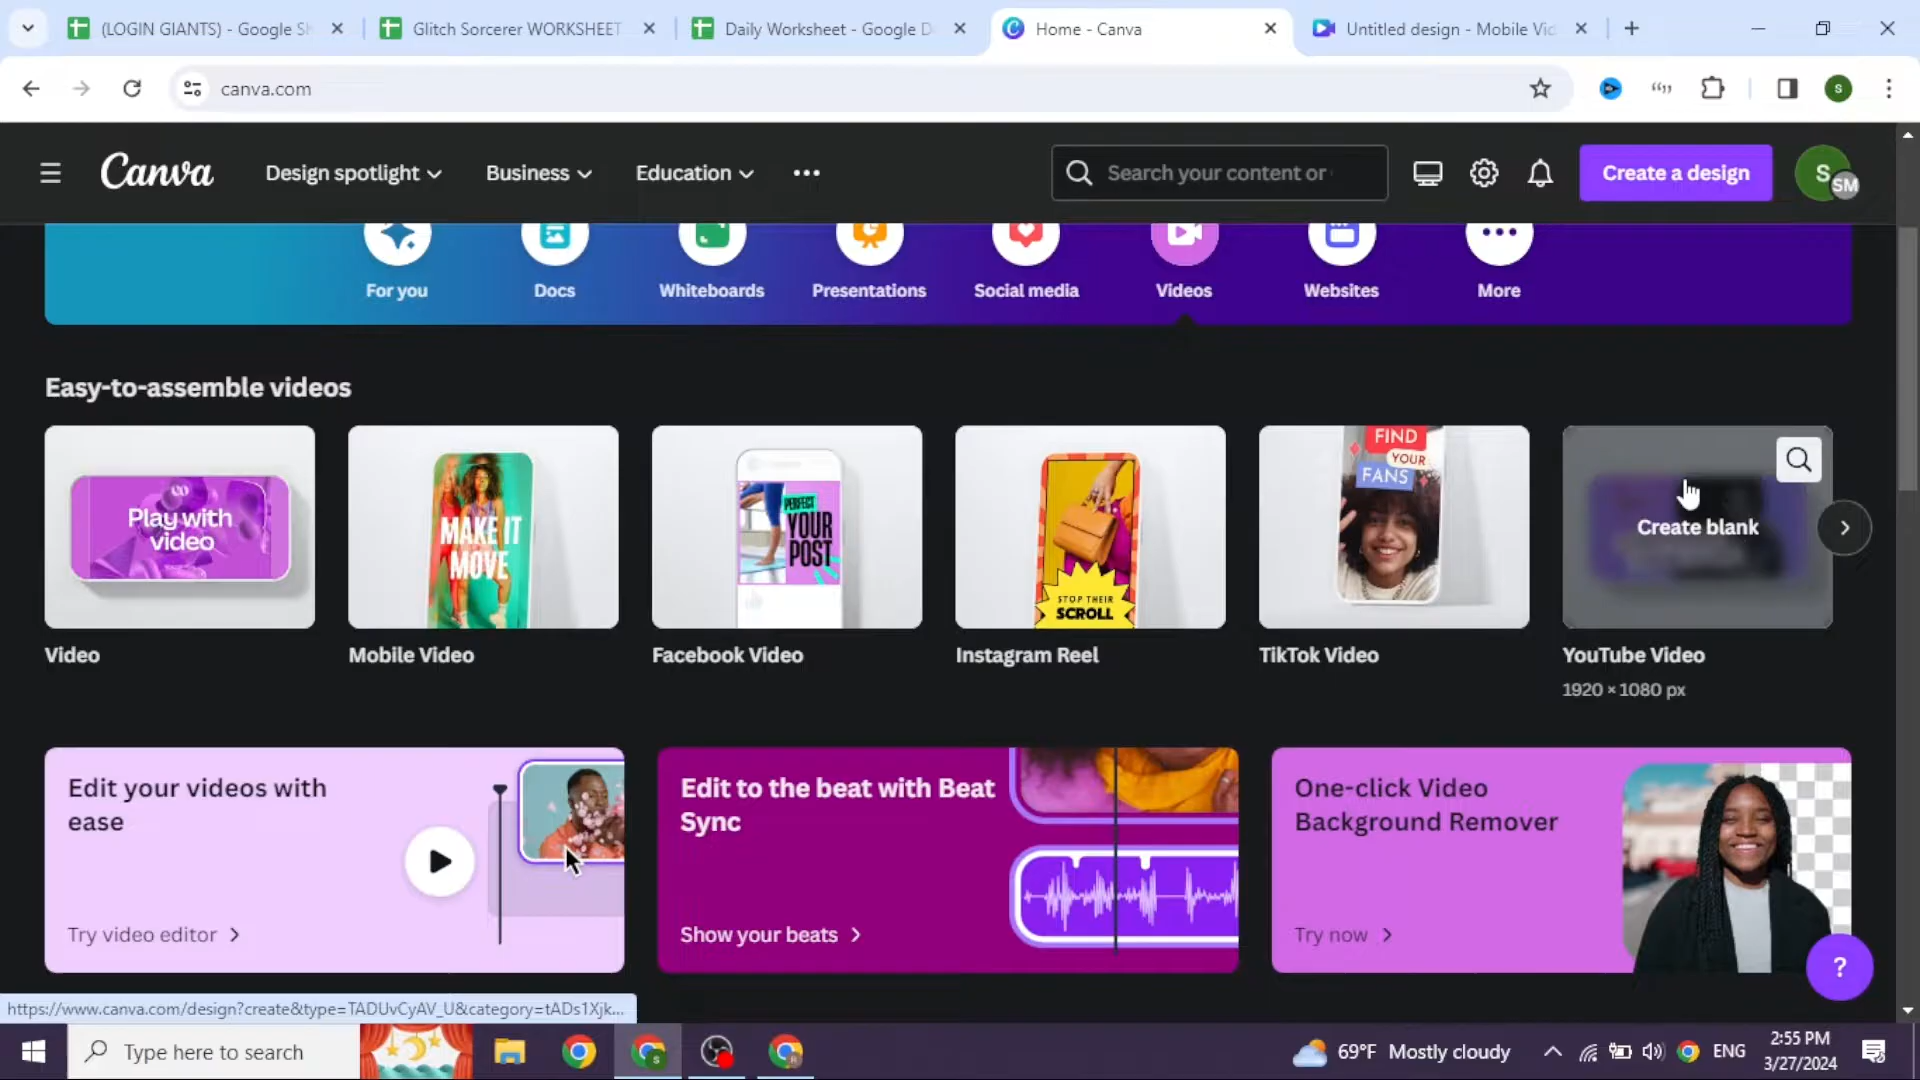 (LOGIN GIANTS) - Google Sh
Glitch Sorcerer WORKSHEET
Daily Worksheet - Google D
Home - Canva
Untitled design - Mobile Vid
canva.com
S
Canva
Design spotlight
Business
Education
Search your content or
Create a design
S
SM
For you
Docs
Whiteboards
Presentations
Social media
Videos
Websites
More
Easy-to-assemble videos
Play with
video
MAKE IT
MOVE
PERFECT
YOUR
POST
STOP THEIR
SCROLL
FIND
YOUR
FANS
Create blank
Video
Mobile Video
Facebook Video
Instagram Reel
TikTok Video
YouTube Video
1920 × 1080 px
Edit your videos with
ease
Try video editor
Edit to the beat with Beat
Sync
Show your beats
One-click Video
Background Remover
Try now
?
https://www.canva.com/design?create&type=TADUvCyAV_U&category=tADs1Xjk...
Type here to search
69°F Mostly cloudy
ENG
2:55 PM
3/27/2024